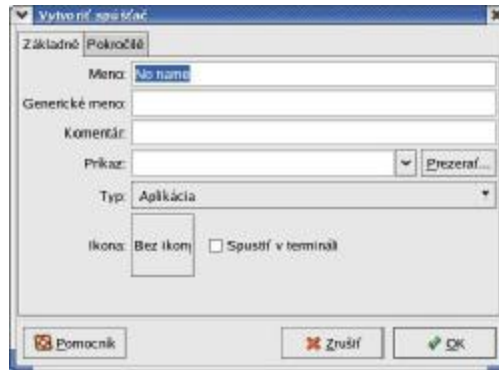 Vytvoriť spúšťač
Základné Pokročilé
Meno: No name
Generické meno:
Komentár:
Príkaz: Prezerať...
Typ: Aplikácia
Ikona: Bez ikon Spustiť v termináli
Pomocník Zrušiť OK